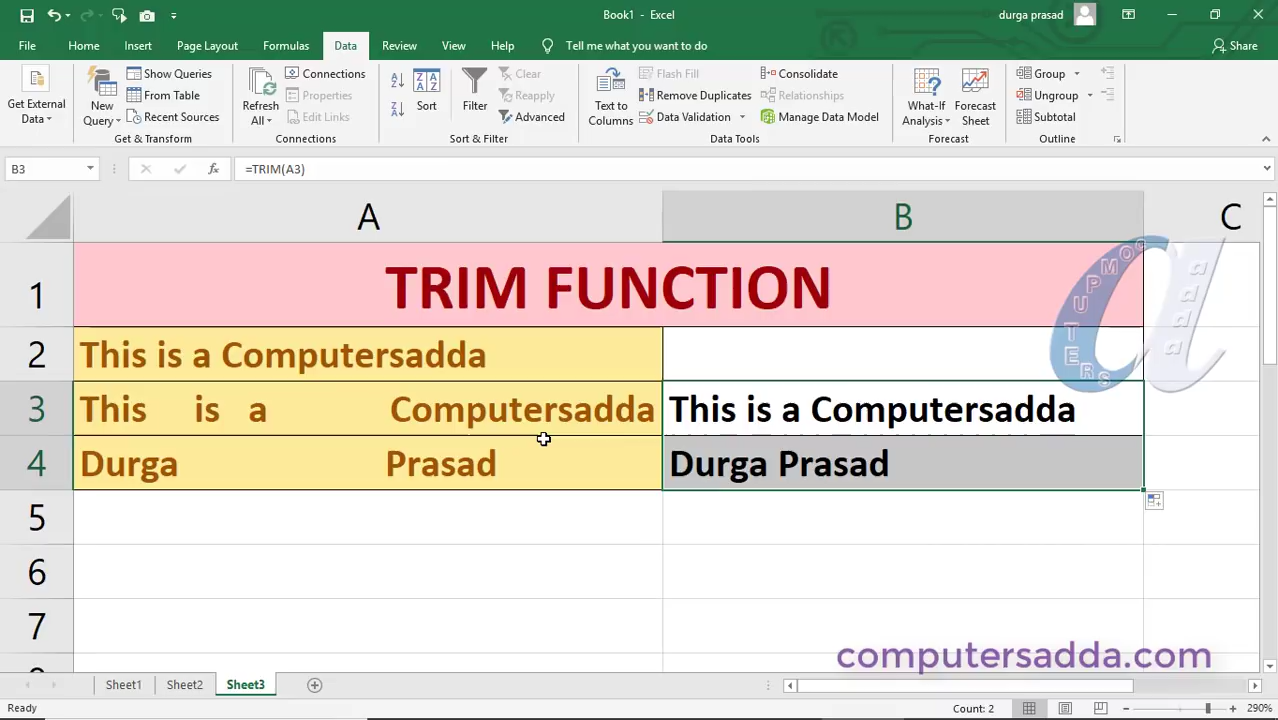 Book1 - Excel
durga prasad
File Home Insert Page Layout Formulas Data Review View Help Tell me what you want to do Share
Get External Data
New Query
Show Queries
From Table
Recent Sources
Get & Transform
Refresh All
Connections
Properties
Edit Links
Connections
Sort
Filter
Clear
Reapply
Advanced
Sort & Filter
Text to Columns
Flash Fill
Remove Duplicates
Data Validation
Consolidate
Relationships
Manage Data Model
Data Tools
What-If Analysis
Forecast Sheet
Forecast
Group
Ungroup
Subtotal
Outline
B3 fx =TRIM(A3)
A B C
1 TRIM FUNCTION
2 This is a Computersadda
3 This is a Computersadda This is a Computersadda
4 Durga Prasad Durga Prasad
5
6
7
COMPUTERS
adda
computersadda.com
Sheet1 Sheet2 Sheet3
Ready Count: 2 290%